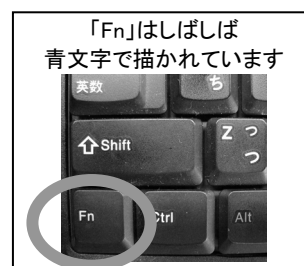 「Fn」はしばしば
青文字で描かれています
英数
ち
Shift
Z っ
つ
Fn
Ctrl
Alt